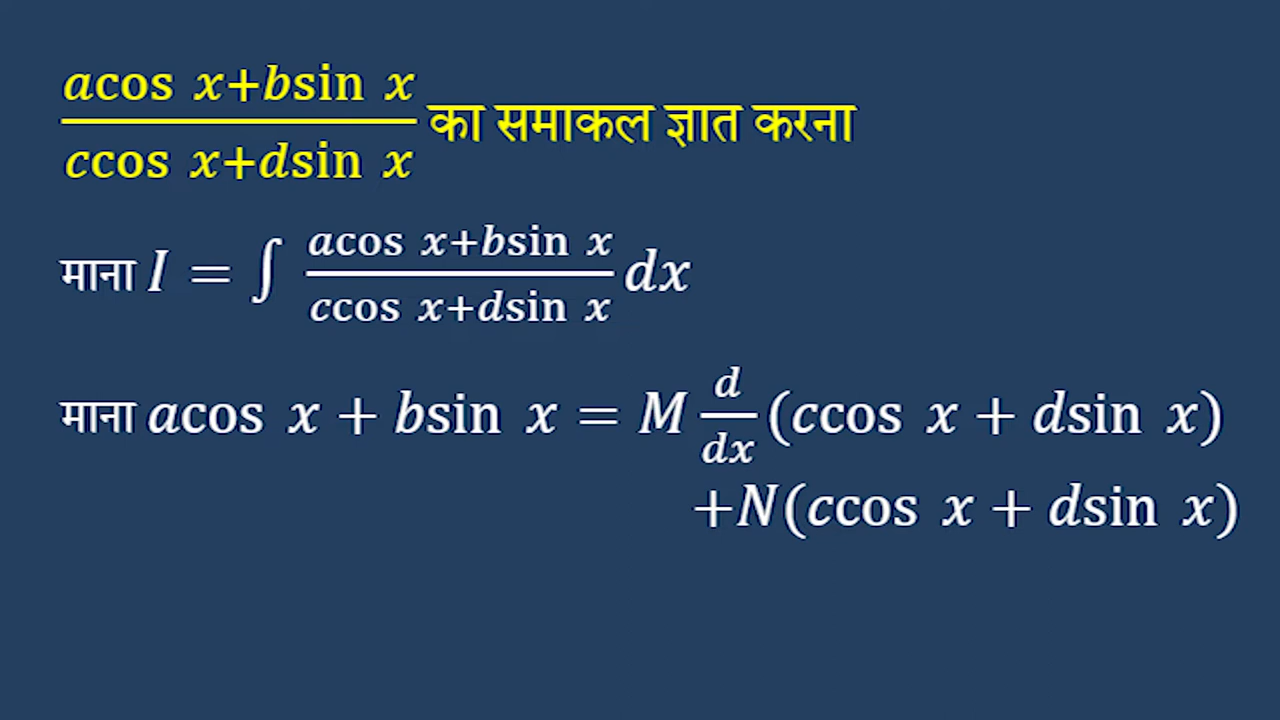 acos x+bsin x
ccos x+dsin x का समाकल ज्ञात करना
माना I = ∫ acos x+bsin x / ccos x+dsin x dx
माना acos x + bsin x = M d/dx (ccos x + dsin x)
+N(ccos x + dsin x)